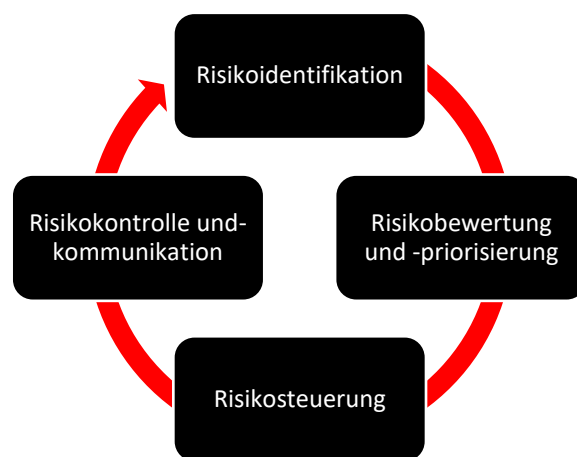 Risikoidentifikation
Risikobewertung
und -priorisierung
Risikosteuerung
Risikokontrolle und-
kommunikation